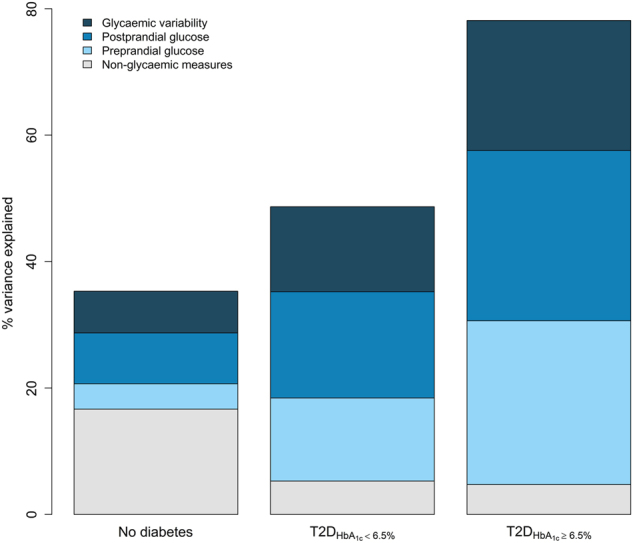 80
60
40
20
0
% variance explained
Glycaemic variability
Postprandial glucose
Preprandial glucose
Non-glycaemic measures
No diabetes
T2D HbA1c < 6.5%
T2D HbA1c ≥ 6.5%